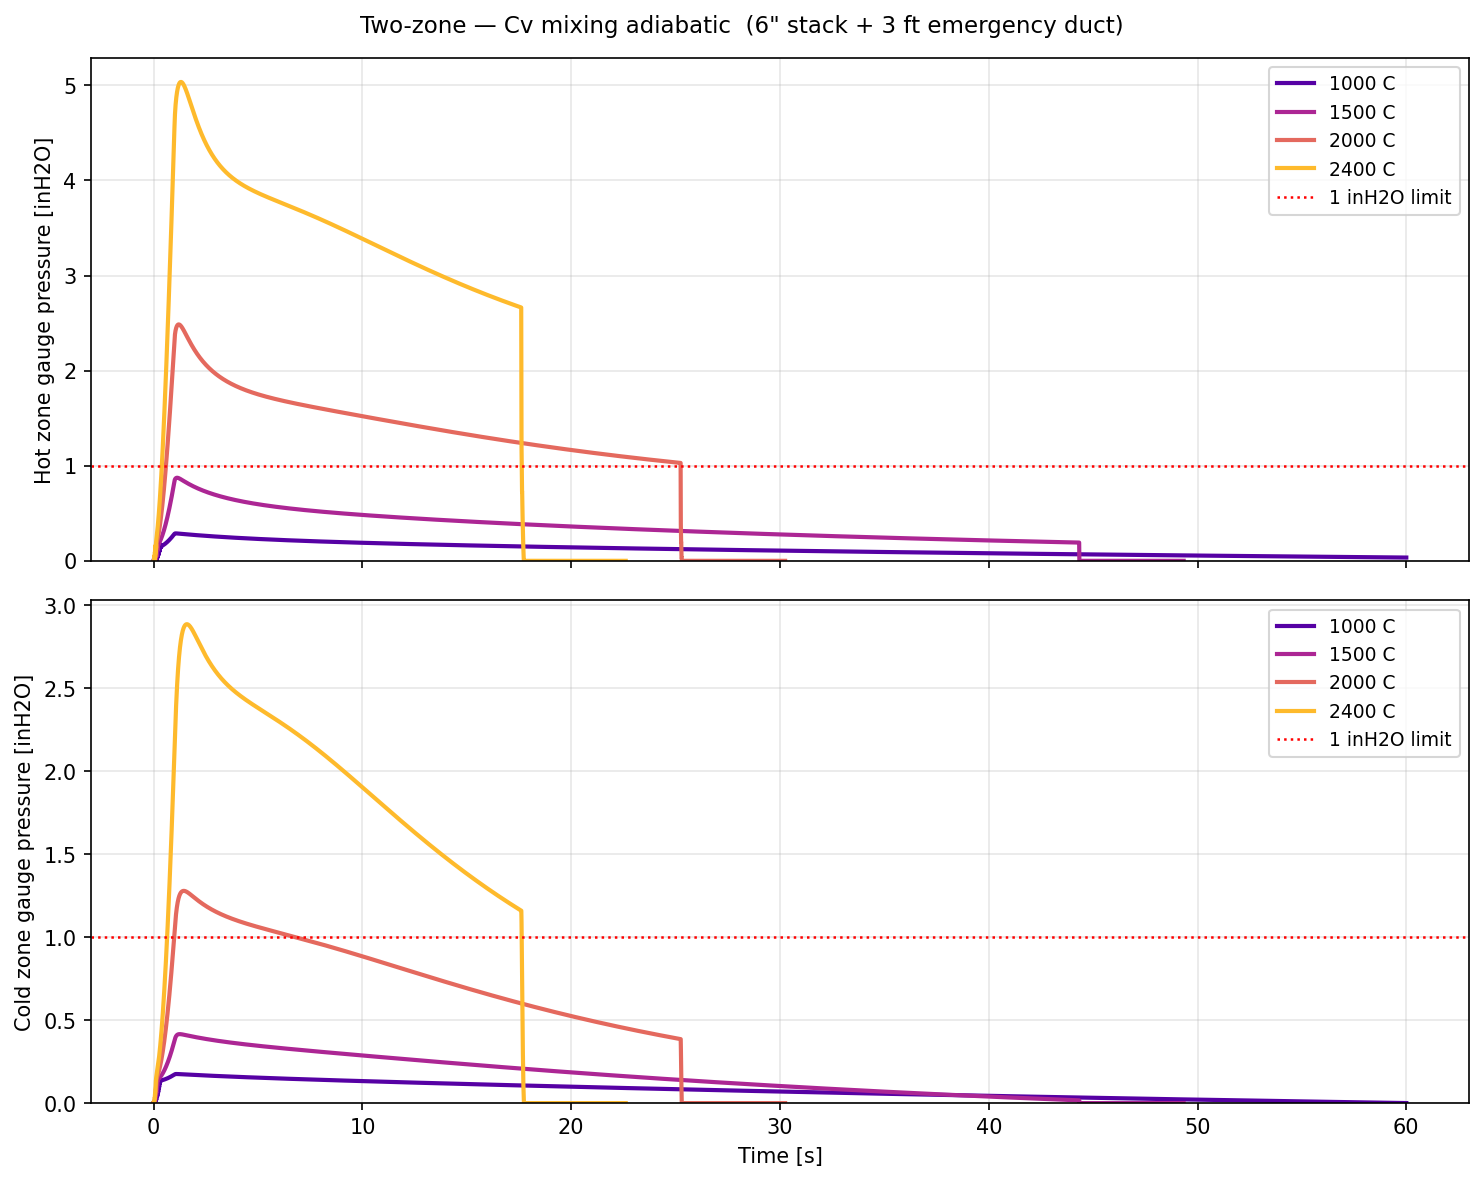 Two-zone — Cv mixing adiabatic  (6" stack + 3 ft emergency duct)
Hot zone gauge pressure [inH2O]
5
4
3
2
1
0
1000 C
1500 C
2000 C
2400 C
1 inH2O limit
Cold zone gauge pressure [inH2O]
3.0
2.5
2.0
1.5
1.0
0.5
0.0
1000 C
1500 C
2000 C
2400 C
1 inH2O limit
0 10 20 30 40 50 60
Time [s]